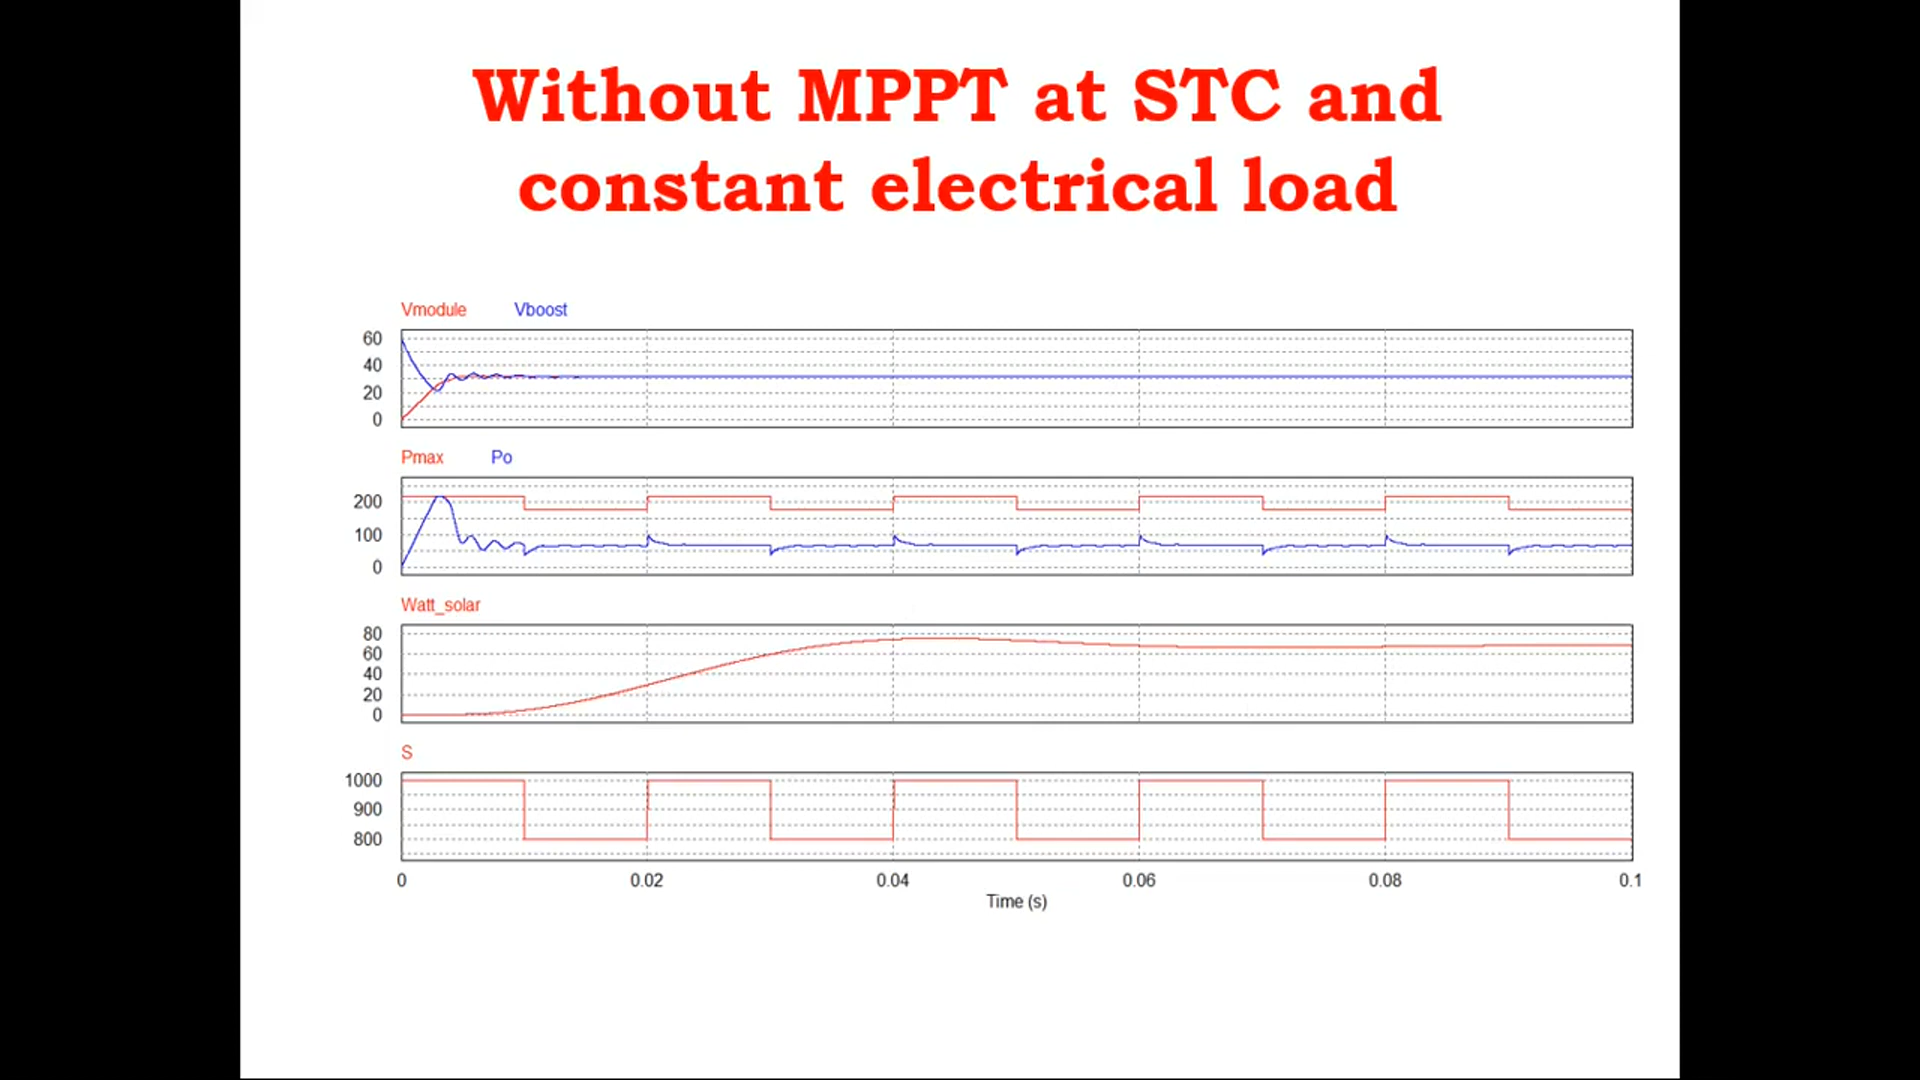 Without MPPT at STC and
constant electrical load
Vmodule Vboost
60
40
20
0
Pmax Po
200
100
0
Watt_solar
80
60
40
20
0
S
1000
900
800
0 0.02 0.04 0.06 0.08 0.1
Time (s)